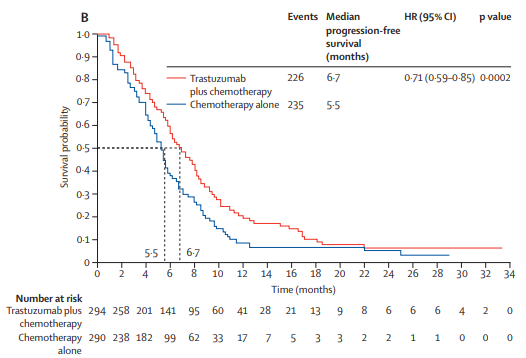 B
Events Median progression-free survival (months) HR (95% CI) p value
Trastuzumab plus chemotherapy 226 6·7 0·71 (0·59–0·85) 0·0002
Chemotherapy alone 235 5·5
Survival probability
1·0
0·9
0·8
0·7
0·6
0·5
0·4
0·3
0·2
0·1
0
5·5 6·7
0 2 4 6 8 10 12 14 16 18 20 22 24 26 28 30 32 34
Time (months)
Number at risk
Trastuzumab plus chemotherapy 294 258 201 141 95 60 41 28 21 13 9 8 6 6 6 4 2 0
Chemotherapy alone 290 238 182 99 62 33 17 7 5 3 3 2 2 1 1 0 0 0